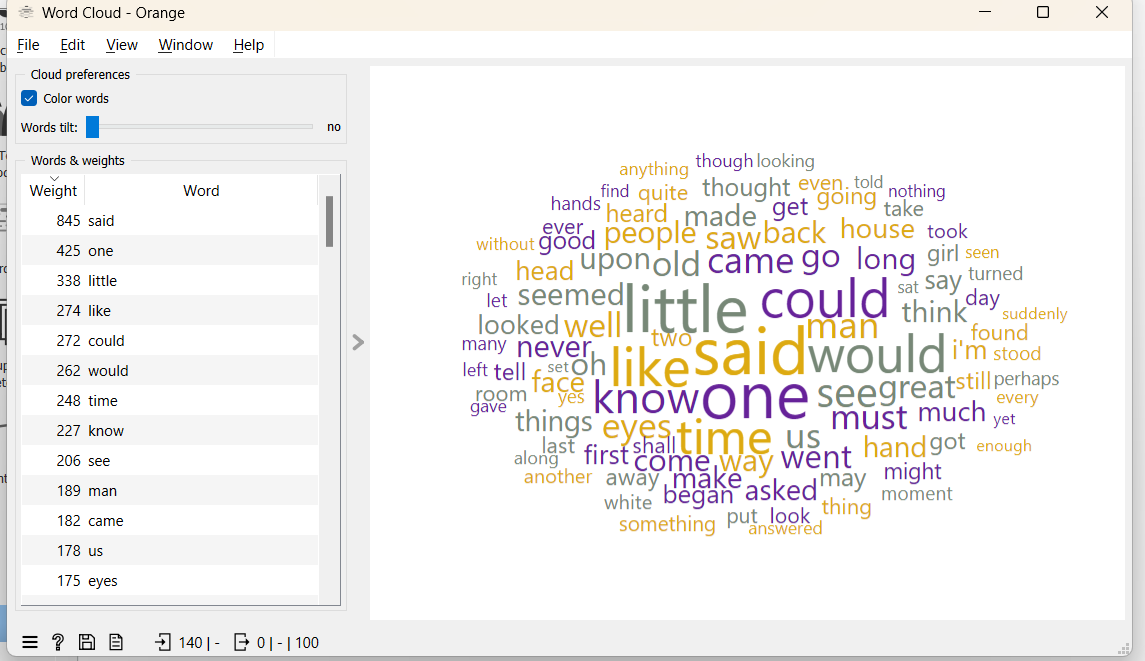 Word Cloud - Orange
File Edit View Window Help
Cloud preferences
Color words
Words tilt: no
Words & weights
Weight Word
845 said
425 one
338 little
274 like
272 could
262 would
248 time
227 know
206 see
189 man
182 came
178 us
175 eyes
though looking
anything
find quite thought even told nothing
hands heard made get going take
ever
without good people saw back house took
upon old came go long girl seen
right head say turned
let seemed little could sat day
looked well two man think suddenly
many never said would i'm found
left tell set oh like stood
room face yes know one see great still perhaps
gave every
things eyes time us must much yet
last shall hand got enough
along first come way went
another away make may might
white began asked moment
something put look thing
answered
140 | - 0 | - | 100